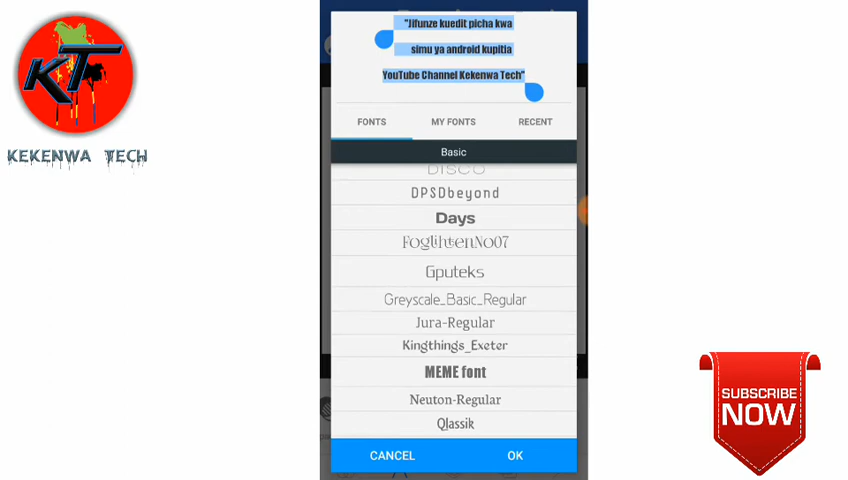 KT
KEKENWA TECH
"Jifunze kuedit picha kwa
simu ya android kupitia
YouTube Channel Kekenwa Tech"
FONTS MY FONTS RECENT
Basic
DISCO
DPSDbeyond
Days
FoglihtenNo07
Gputeks
Greyscale_Basic_Regular
Jura-Regular
Kingthings_Exeter
MEME font
Neuton-Regular
Qlassik
CANCEL OK
SUBSCRIBE
NOW